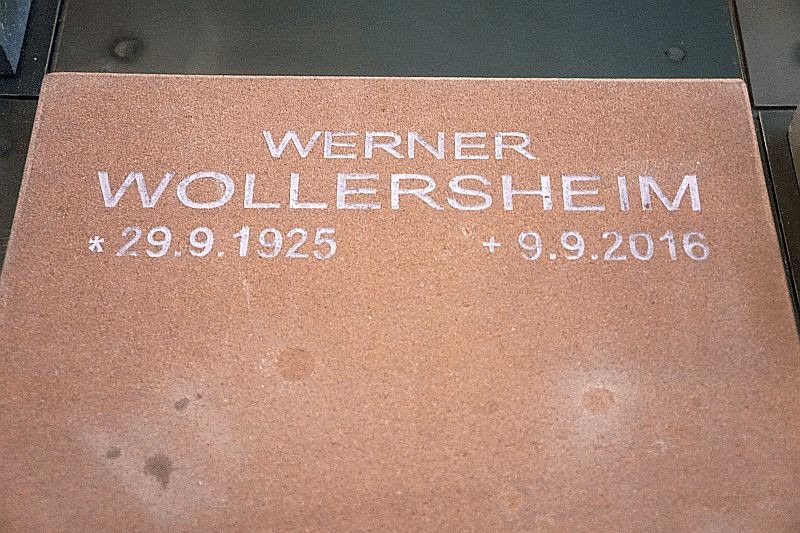 WERNER
WOLLERSHEIM
* 29.9.1925 + 9.9.2016